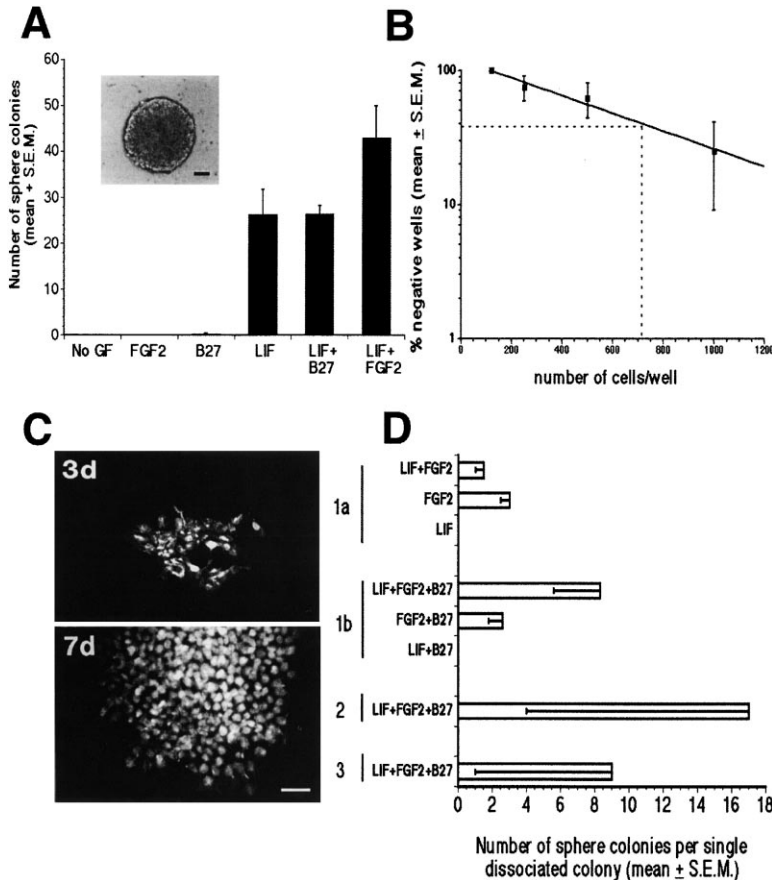 A
Number of sphere colonies
(mean + S.E.M.)
60
50
40
30
20
10
0
No GF
FGF2
B27
LIF
LIF+
B27
LIF+
FGF2
B
% negative wells (mean ± S.E.M.)
100
10
1
0
200
400
600
800
1000
1200
number of cells/well
C
3d
7d
D
1a
LIF+FGF2
FGF2
LIF
1b
LIF+FGF2+B27
FGF2+B27
LIF+B27
2
LIF+FGF2+B27
3
LIF+FGF2+B27
0
2
4
6
8
10
12
14
16
18
Number of sphere colonies per single
dissociated colony (mean ± S.E.M.)